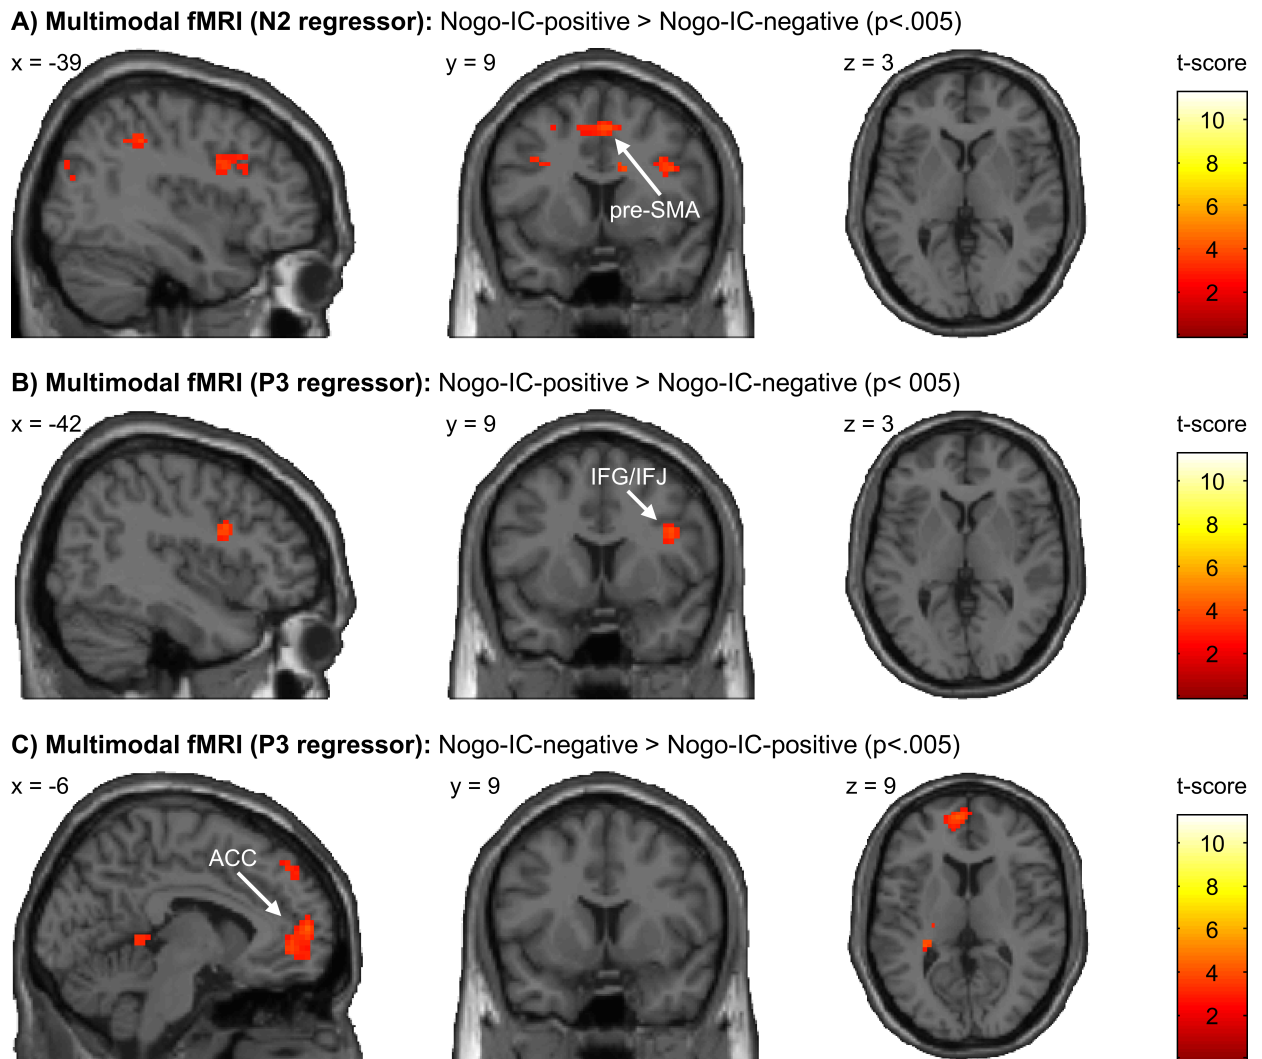 A) Multimodal fMRI (N2 regressor): Nogo-IC-positive > Nogo-IC-negative (p<.005)
x = -39
y = 9
z = 3
t-score
10
8
6
4
2
pre-SMA
B) Multimodal fMRI (P3 regressor): Nogo-IC-positive > Nogo-IC-negative (p< 005)
x = -42
y = 9
z = 3
t-score
IFG/IFJ
10
8
6
4
2
C) Multimodal fMRI (P3 regressor): Nogo-IC-negative > Nogo-IC-positive (p<.005)
x = -6
y = 9
z = 9
t-score
ACC
10
8
6
4
2